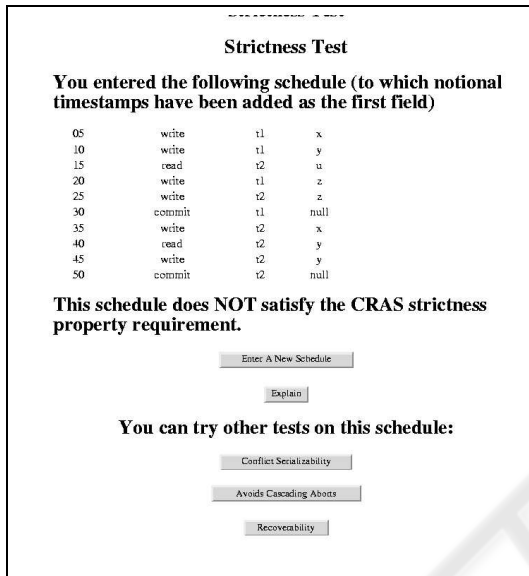 Strictness Test
You entered the following schedule (to which notional
timestamps have been added as the first field)
05 write t1 x
10 write t1 y
15 read t2 u
20 write t1 z
25 write t2 z
30 commit t1 null
35 write t2 x
40 read t2 y
45 write t2 y
50 commit t2 null
This schedule does NOT satisfy the CRAS strictness
property requirement.
Enter A New Schedule
Explain
You can try other tests on this schedule:
Conflict Serializability
Avoids Cascading Aborts
Recoverability